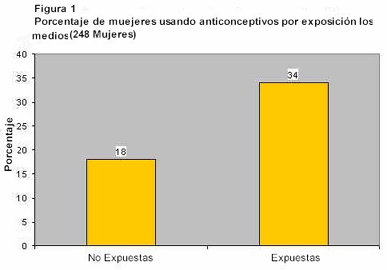 Figura 1
Porcentaje de muejeres usando anticonceptivos por exposición los
medios(248 Mujeres)
40
35
30
25
20
15
10
5
0
Porcentaje
18
34
No Expuestas
Expuestas